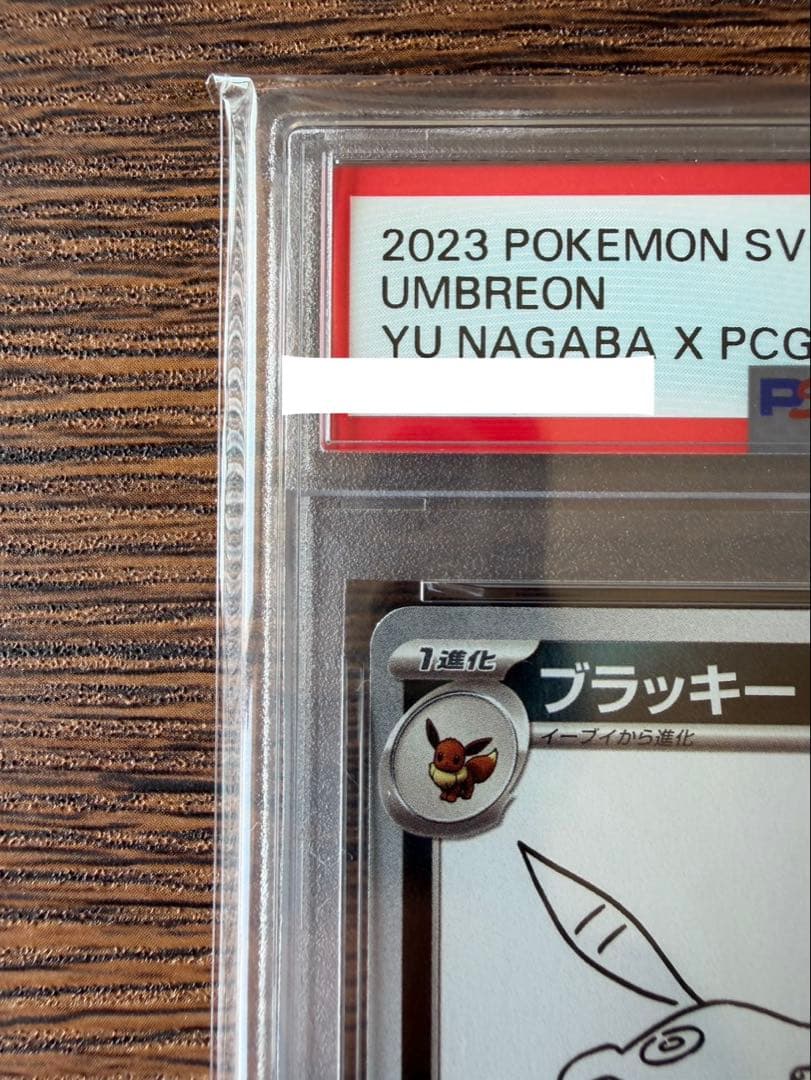 2023 POKEMON SV
UMBREON
YU NAGABA X PCG
PS
1進化
ブラッキー
イーブイから進化